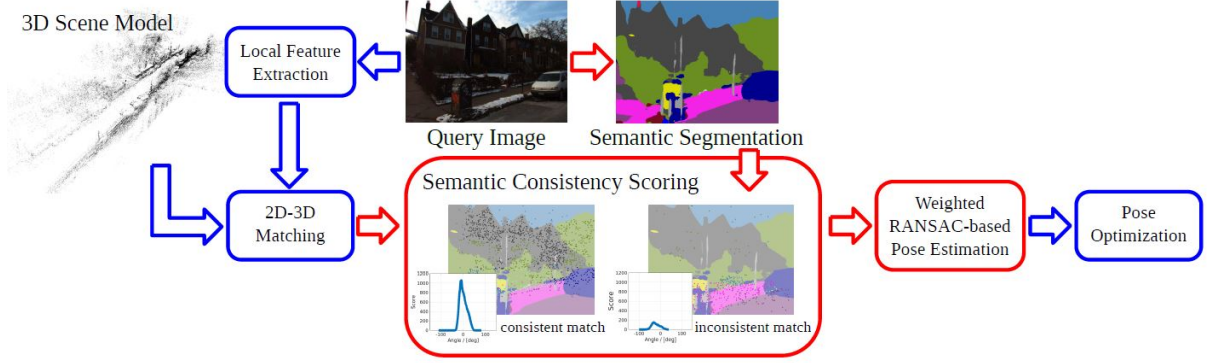 3D Scene Model
Local Feature
Extraction
Query Image
Semantic Segmentation
Semantic Consistency Scoring
2D-3D
Matching
Weighted
RANSAC-based
Pose Estimation
Pose
Optimization
1200
1000
800
600
400
200
0
Score
-100
0
100
Angle / [deg]
consistent match
1200
1000
800
600
400
200
0
Score
-100
0
100
Angle / [deg]
inconsistent match